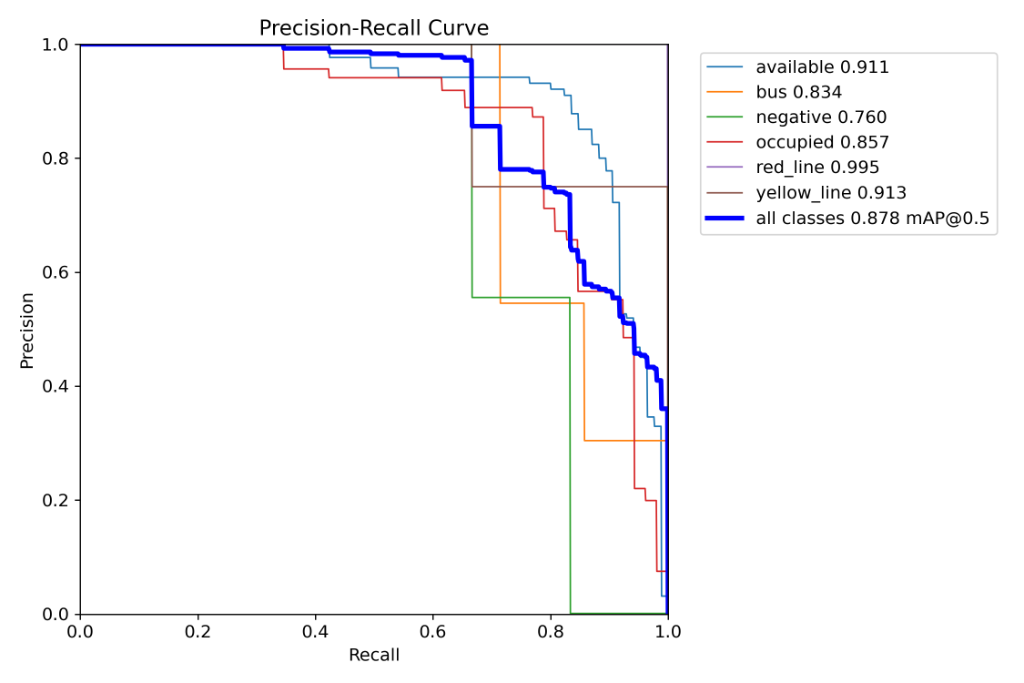 Precision-Recall Curve
1.0
0.8
0.6
0.4
0.2
0.0
Precision
0.0 0.2 0.4 0.6 0.8 1.0
Recall
available 0.911
bus 0.834
negative 0.760
occupied 0.857
red_line 0.995
yellow_line 0.913
all classes 0.878 mAP@0.5